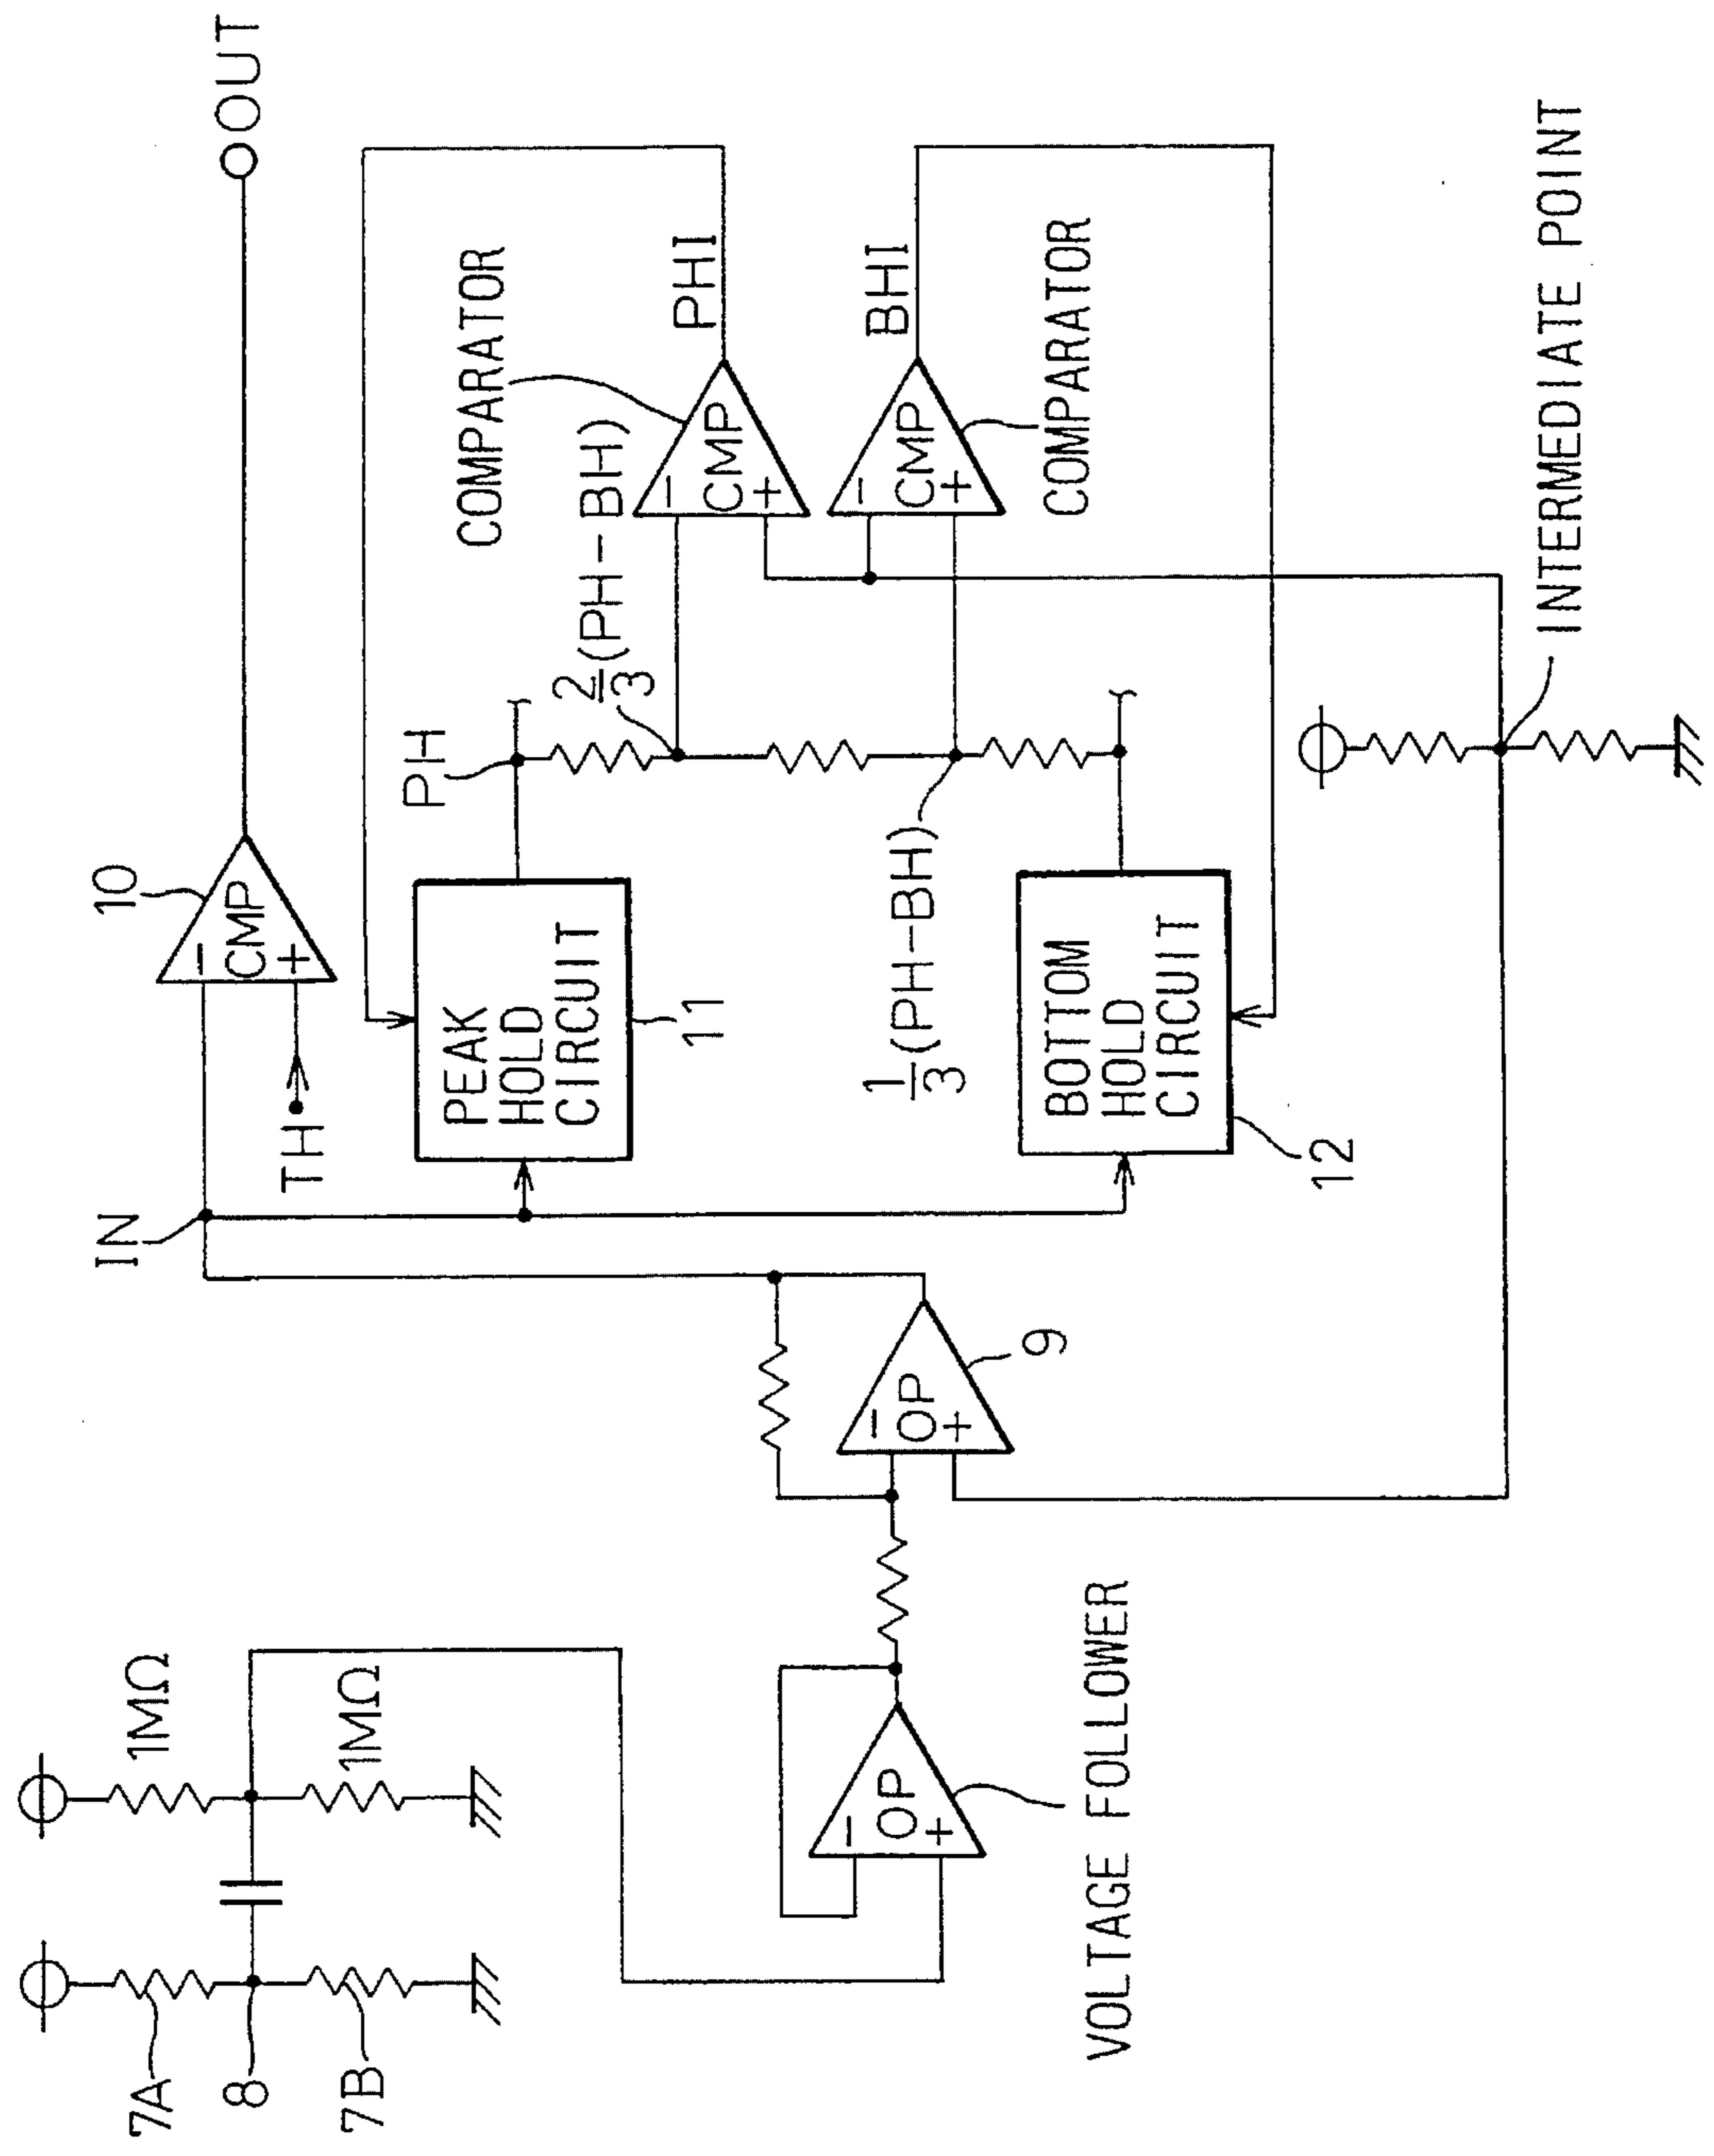 7A
8
7B
1MΩ
1MΩ
OP
−
+
VOLTAGE FOLLOWER
OP
−
+
9
IN
TH
10
CMP
−
+
OUT
PEAK
HOLD
CIRCUIT
11
PH
2/3 (PH−BH)
COMPARATOR
CMP
−
+
PHI
1/3 (PH−BH)
CMP
−
+
BHI
COMPARATOR
BOTTOM
HOLD
CIRCUIT
12
INTERMEDIATE POINT